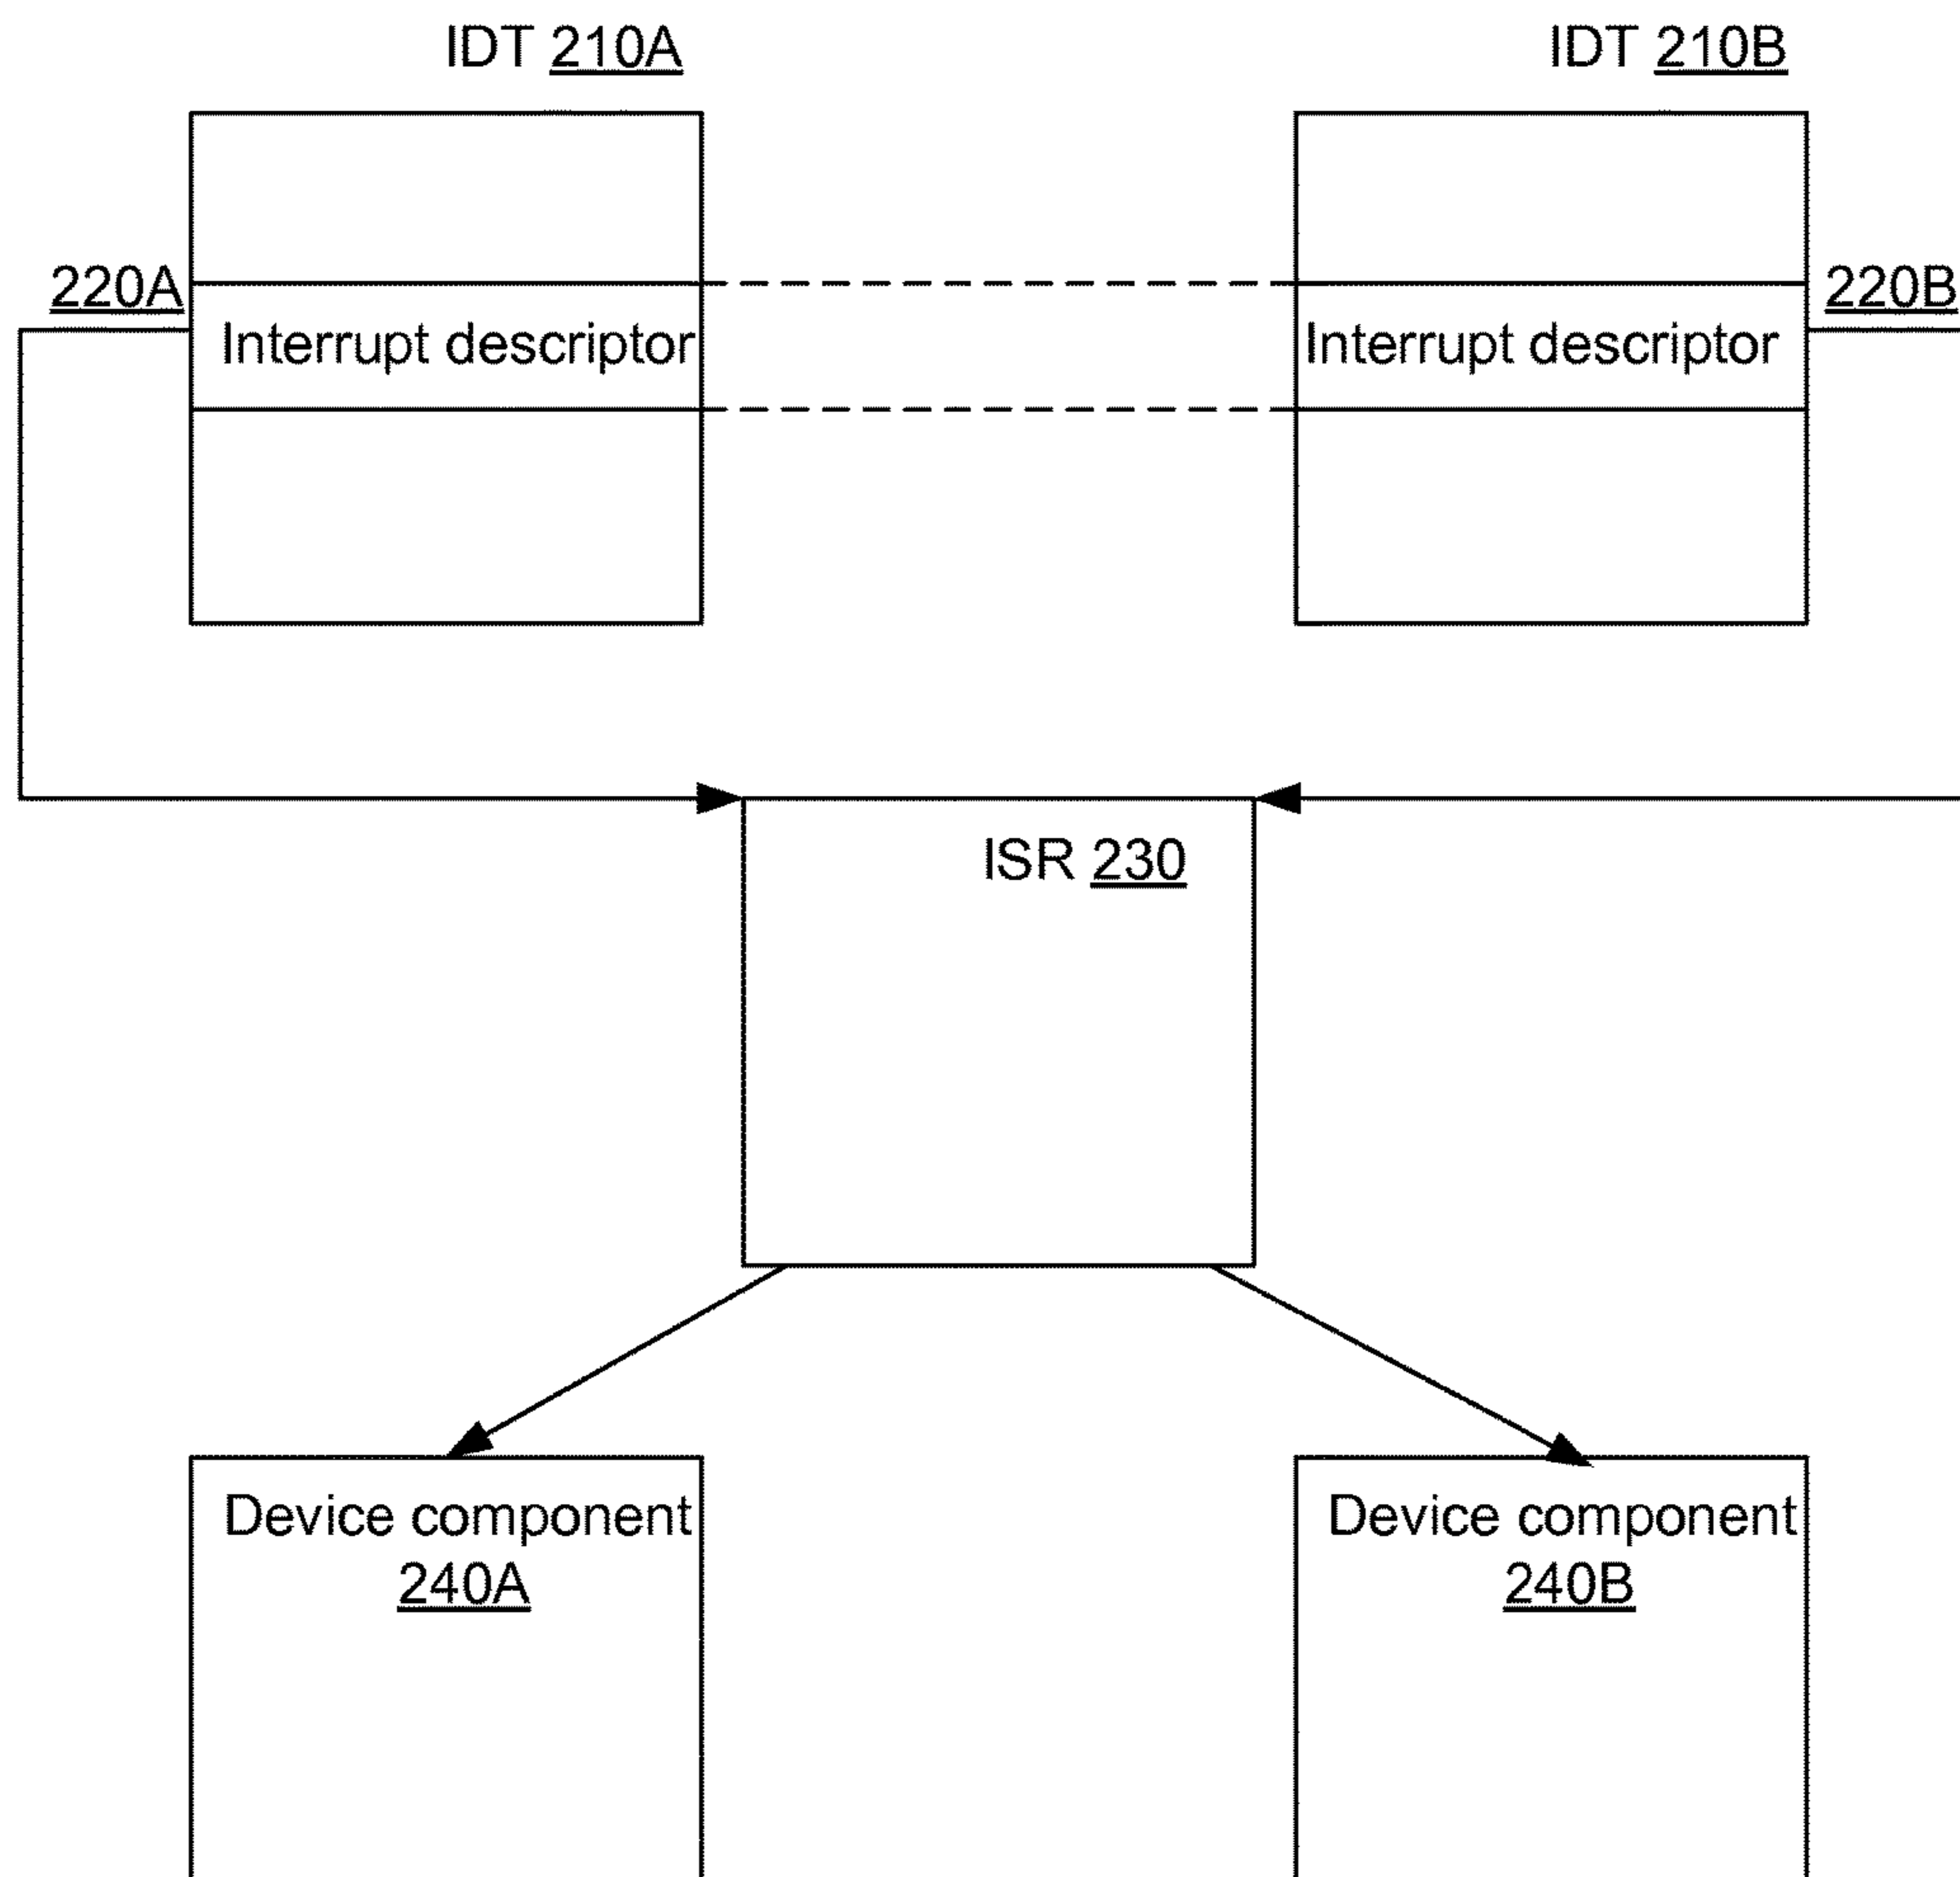 IDT 210A
IDT 210B
220A
Interrupt descriptor
Interrupt descriptor
220B
ISR 230
Device component
240A
Device component
240B